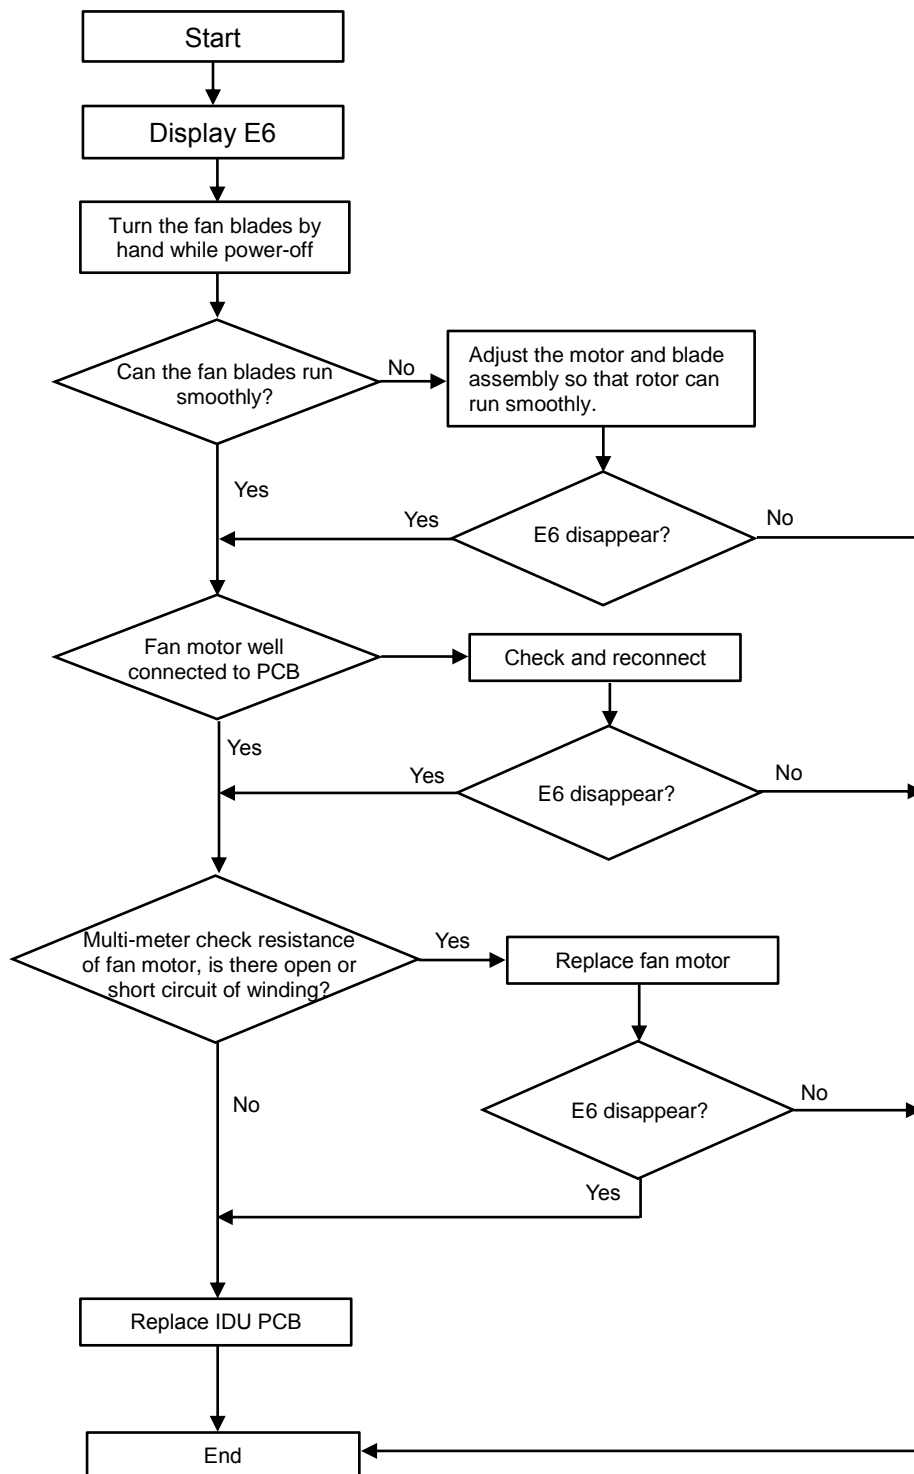 Start
Display E6
Turn the fan blades by
hand while power-off
Can the fan blades run
smoothly?
No
Adjust the motor and blade
assembly so that rotor can
run smoothly.
Yes
Yes
E6 disappear?
No
Fan motor well
connected to PCB
Check and reconnect
Yes
Yes
E6 disappear?
No
Multi-meter check resistance
of fan motor, is there open or
short circuit of winding?
Yes
Replace fan motor
No
E6 disappear?
No
Yes
Replace IDU PCB
End